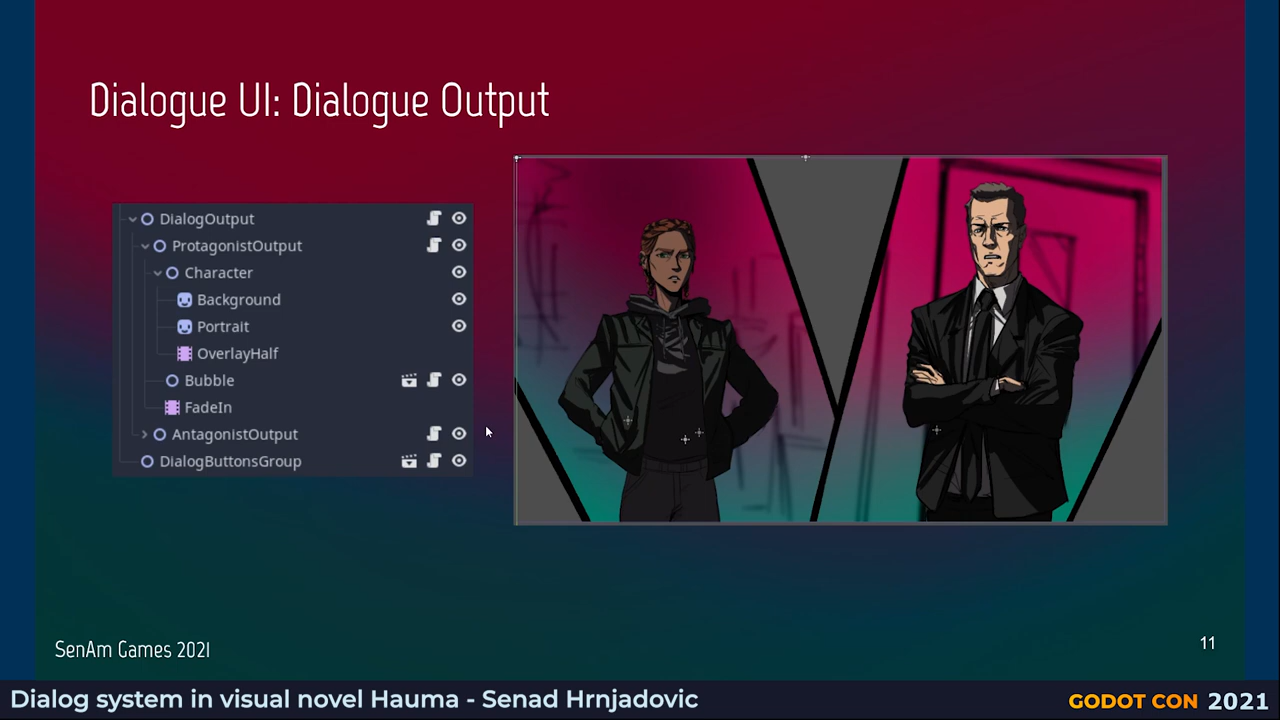 Dialogue UI: Dialogue Output
DialogOutput
ProtagonistOutput
Character
Background
Portrait
OverlayHalf
Bubble
FadeIn
AntagonistOutput
DialogButtonsGroup
SenAm Games 2021
11
Dialog system in visual novel Hauma - Senad Hrnjadovic
GODOT CON 2021